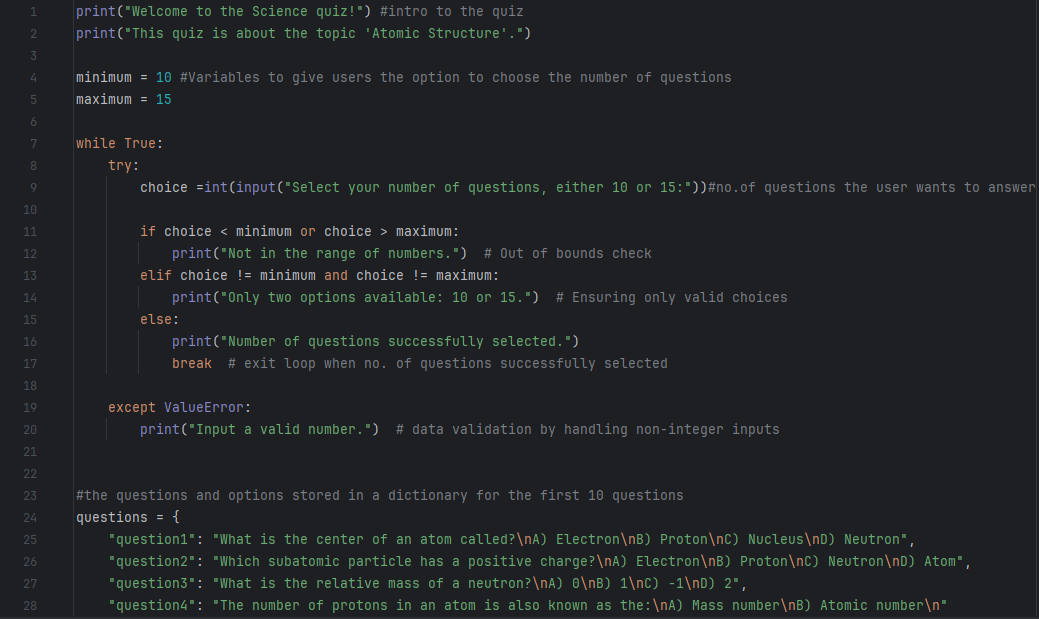 1 print("Welcome to the Science quiz!") #intro to the quiz
2 print("This quiz is about the topic 'Atomic Structure'.")
3
4 minimum = 10 #Variables to give users the option to choose the number of questions
5 maximum = 15
6
7 while True:
8     try:
9         choice =int(input("Select your number of questions, either 10 or 15:"))#no.of questions the user wants to answer
10
11         if choice < minimum or choice > maximum:
12             print("Not in the range of numbers.")  # Out of bounds check
13         elif choice != minimum and choice != maximum:
14             print("Only two options available: 10 or 15.")  # Ensuring only valid choices
15         else:
16             print("Number of questions successfully selected.")
17             break  # exit loop when no. of questions successfully selected
18
19     except ValueError:
20         print("Input a valid number.")  # data validation by handling non-integer inputs
21
22
23 #the questions and options stored in a dictionary for the first 10 questions
24 questions = {
25     "question1": "What is the center of an atom called?\nA) Electron\nB) Proton\nC) Nucleus\nD) Neutron",
26     "question2": "Which subatomic particle has a positive charge?\nA) Electron\nB) Proton\nC) Neutron\nD) Atom",
27     "question3": "What is the relative mass of a neutron?\nA) 0\nB) 1\nC) -1\nD) 2",
28     "question4": "The number of protons in an atom is also known as the:\nA) Mass number\nB) Atomic number\n"